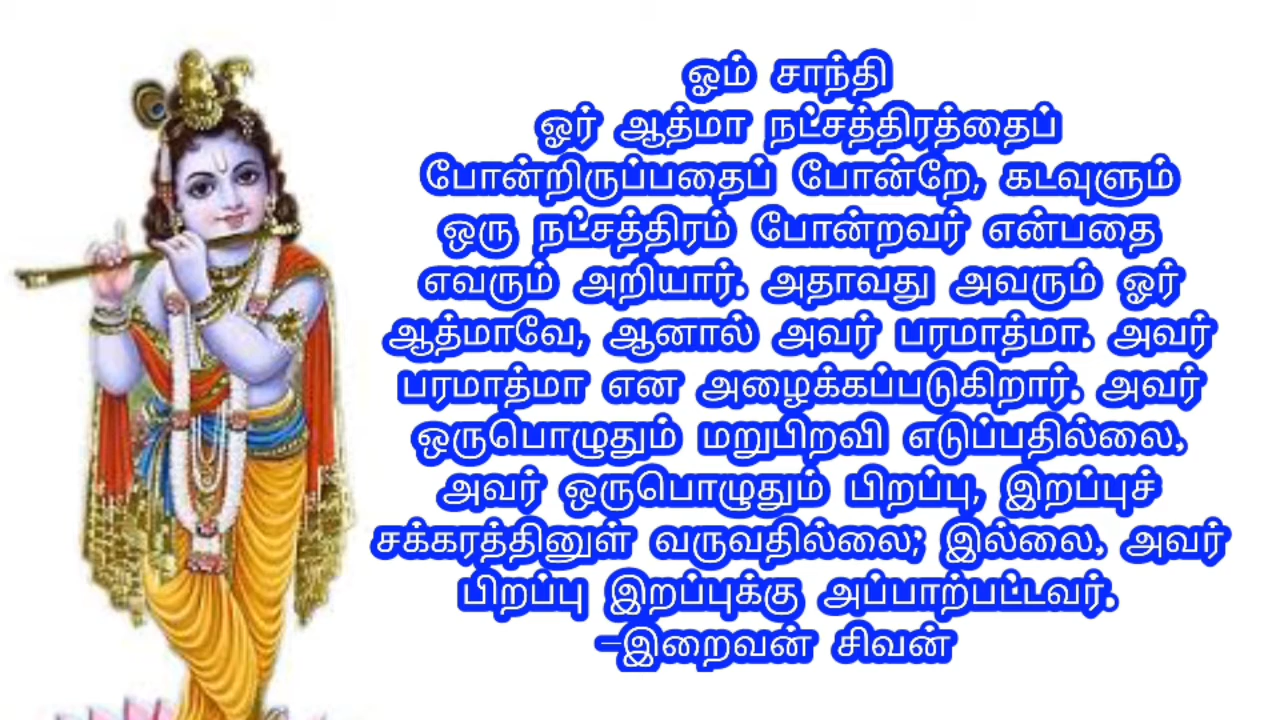 ஓம் சாந்தி
ஓர் ஆத்மா நட்சத்திரத்தைப்
போன்றிருப்பதைப் போன்றே, கடவுளும்
ஒரு நட்சத்திரம் போன்றவர் என்பதை
எவரும் அறியார். அதாவது அவரும் ஓர்
ஆத்மாவே, ஆனால் அவர் பரமாத்மா. அவர்
பரமாத்மா என அழைக்கப்படுகிறார். அவர்
ஒருபொழுதும் மறுபிறவி எடுப்பதில்லை.
அவர் ஒருபொழுதும் பிறப்பு, இறப்புச்
சக்கரத்தினுள் வருவதில்லை; இல்லை. அவர்
பிறப்பு இறப்புக்கு அப்பாற்பட்டவர்.
–இறைவன் சிவன்